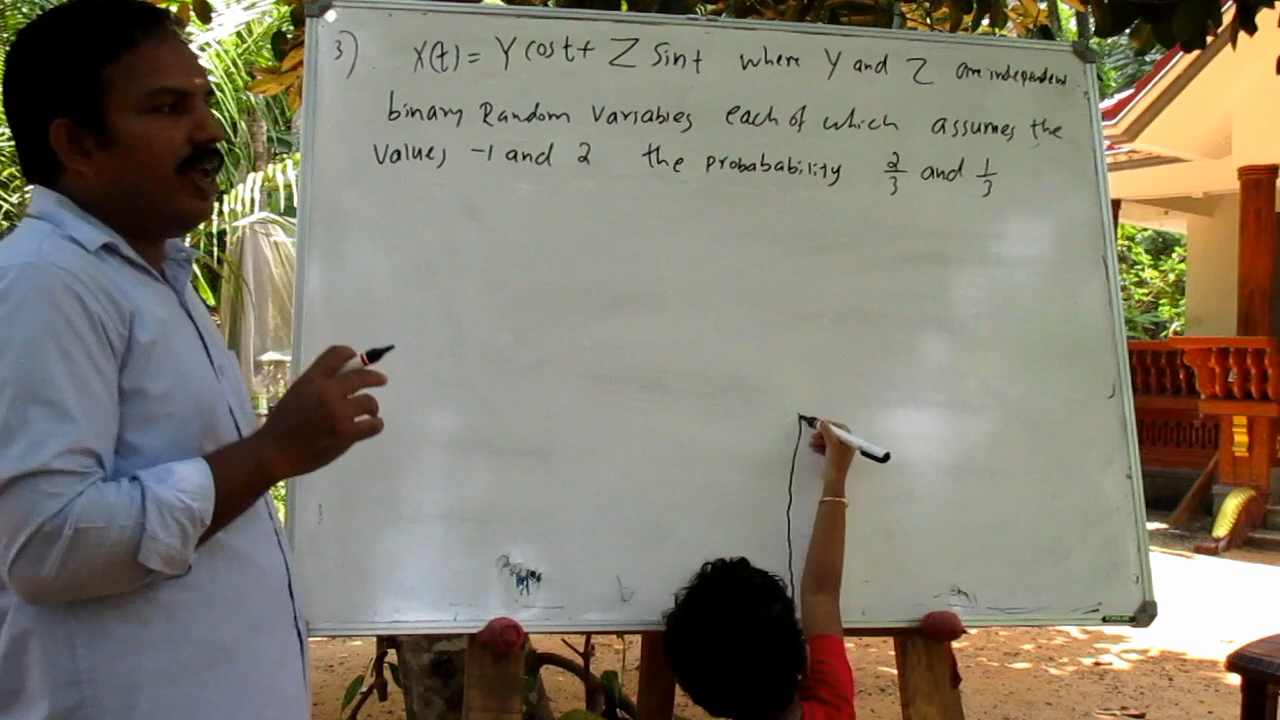 3) X(t) = Y cos t + Z Sin t where Y and Z are independent
binary Random Variables each of which assumes the
values -1 and 2 the probabability 2/3 and 1/3